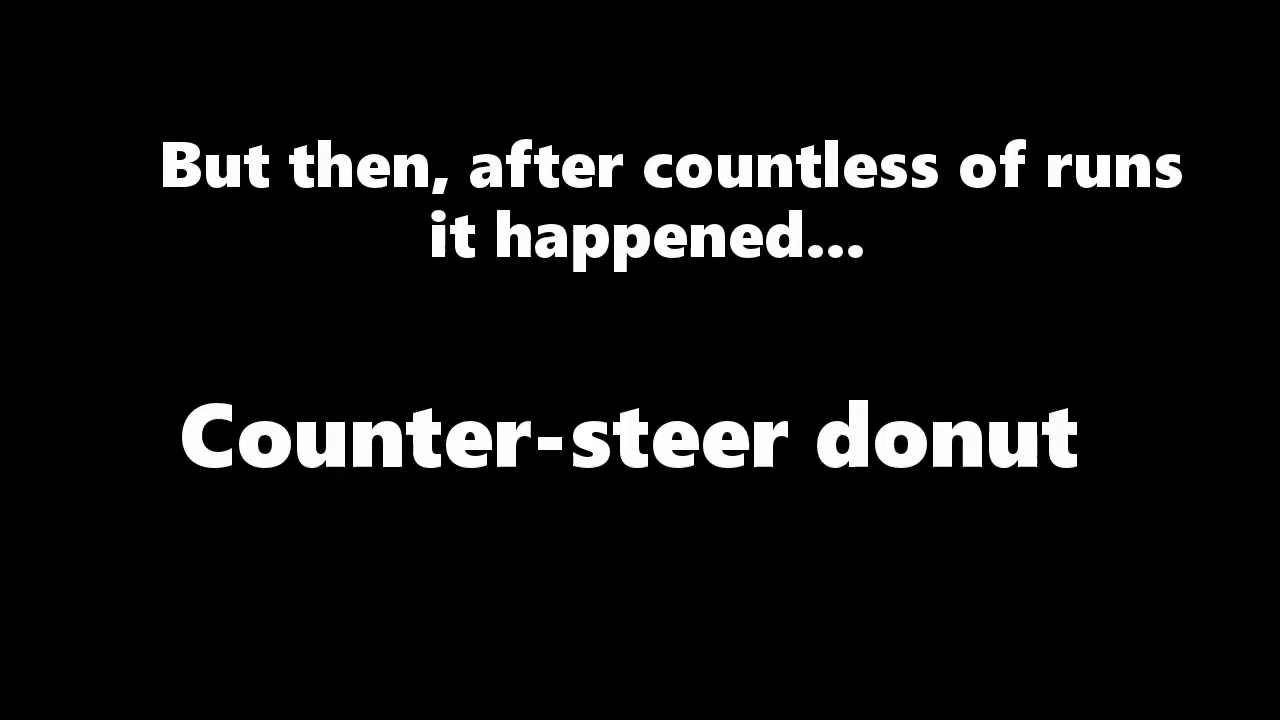 But then, after countless of runs
it happened...
Counter-steer donut